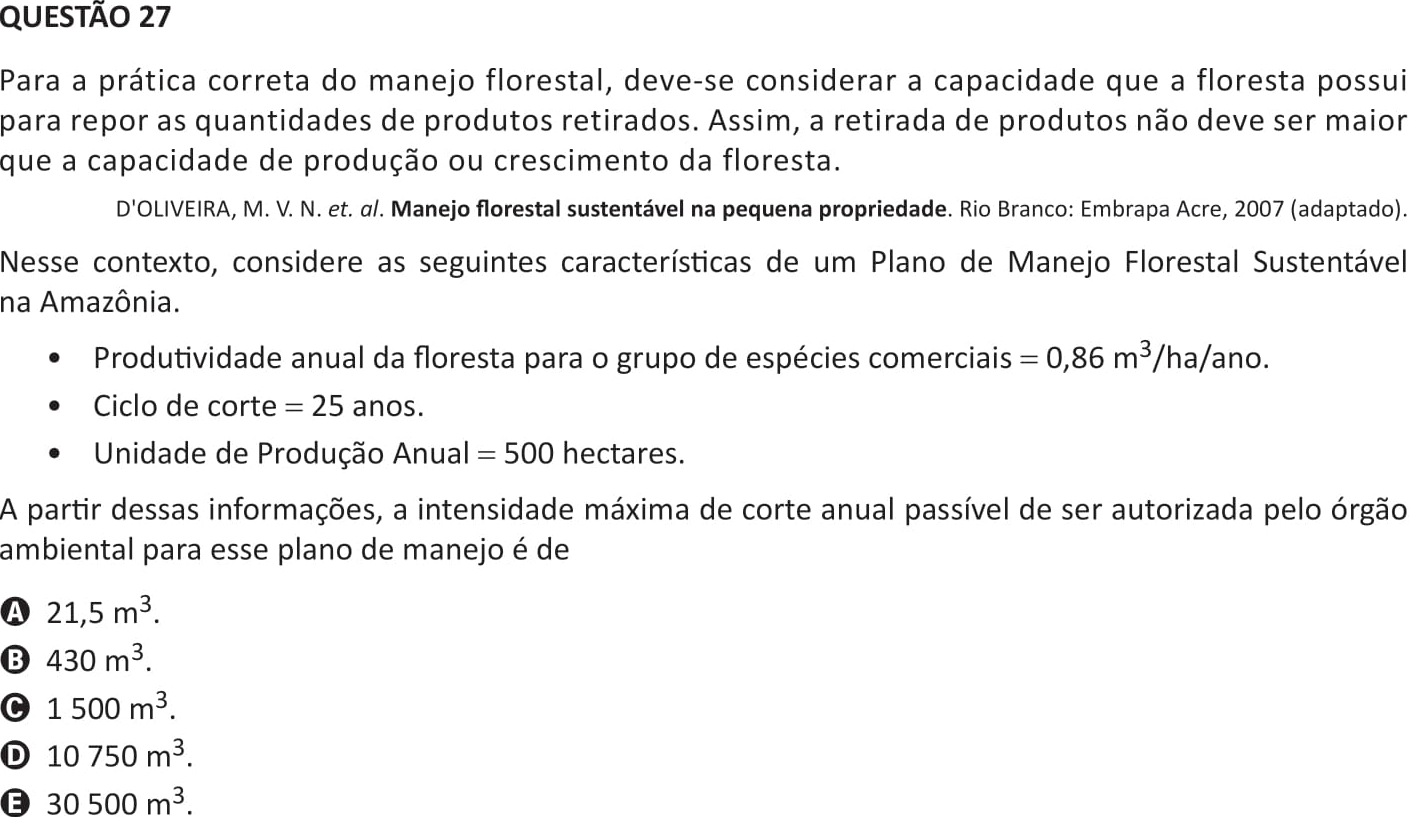 QUESTÃO 27
Para a prática correta do manejo florestal, deve-se considerar a capacidade que a floresta possui
para repor as quantidades de produtos retirados. Assim, a retirada de produtos não deve ser maior
que a capacidade de produção ou crescimento da floresta.
D'OLIVEIRA, M. V. N. et. al. Manejo florestal sustentável na pequena propriedade. Rio Branco: Embrapa Acre, 2007 (adaptado).
Nesse contexto, considere as seguintes características de um Plano de Manejo Florestal Sustentável
na Amazônia.
• Produtividade anual da floresta para o grupo de espécies comerciais = 0,86 m³/ha/ano.
• Ciclo de corte = 25 anos.
• Unidade de Produção Anual = 500 hectares.
A partir dessas informações, a intensidade máxima de corte anual passível de ser autorizada pelo órgão
ambiental para esse plano de manejo é de
A 21,5 m³.
B 430 m³.
C 1 500 m³.
D 10 750 m³.
E 30 500 m³.